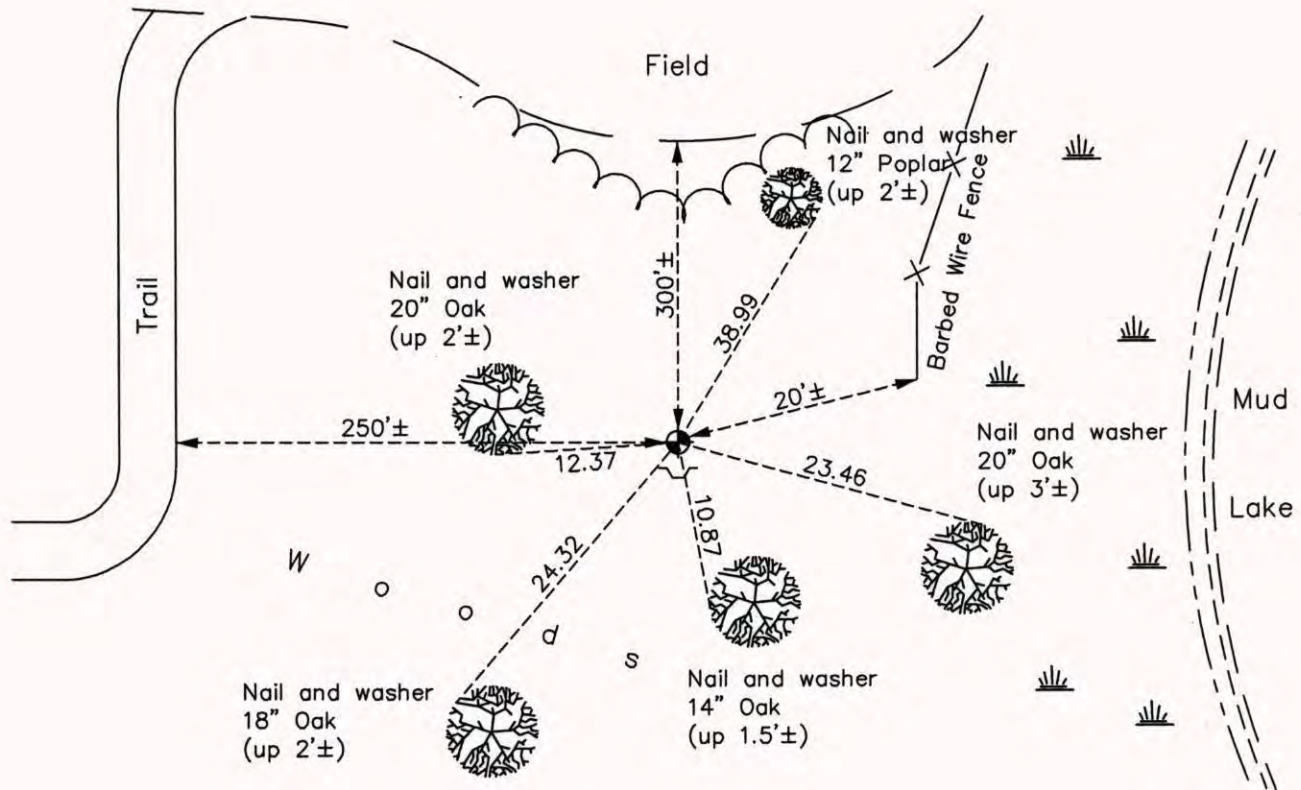 Field
Nail and washer
12" Poplar
(up 2'±)
Barbed Wire Fence
Trail
Nail and washer
20" Oak
(up 2'±)
300'±
38.99
20'±
250'±
12.37
Mud
Lake
Nail and washer
20" Oak
(up 3'±)
23.46
10.87
24.32
W o o d s
Nail and washer
18" Oak
(up 2'±)
Nail and washer
14" Oak
(up 1.5'±)